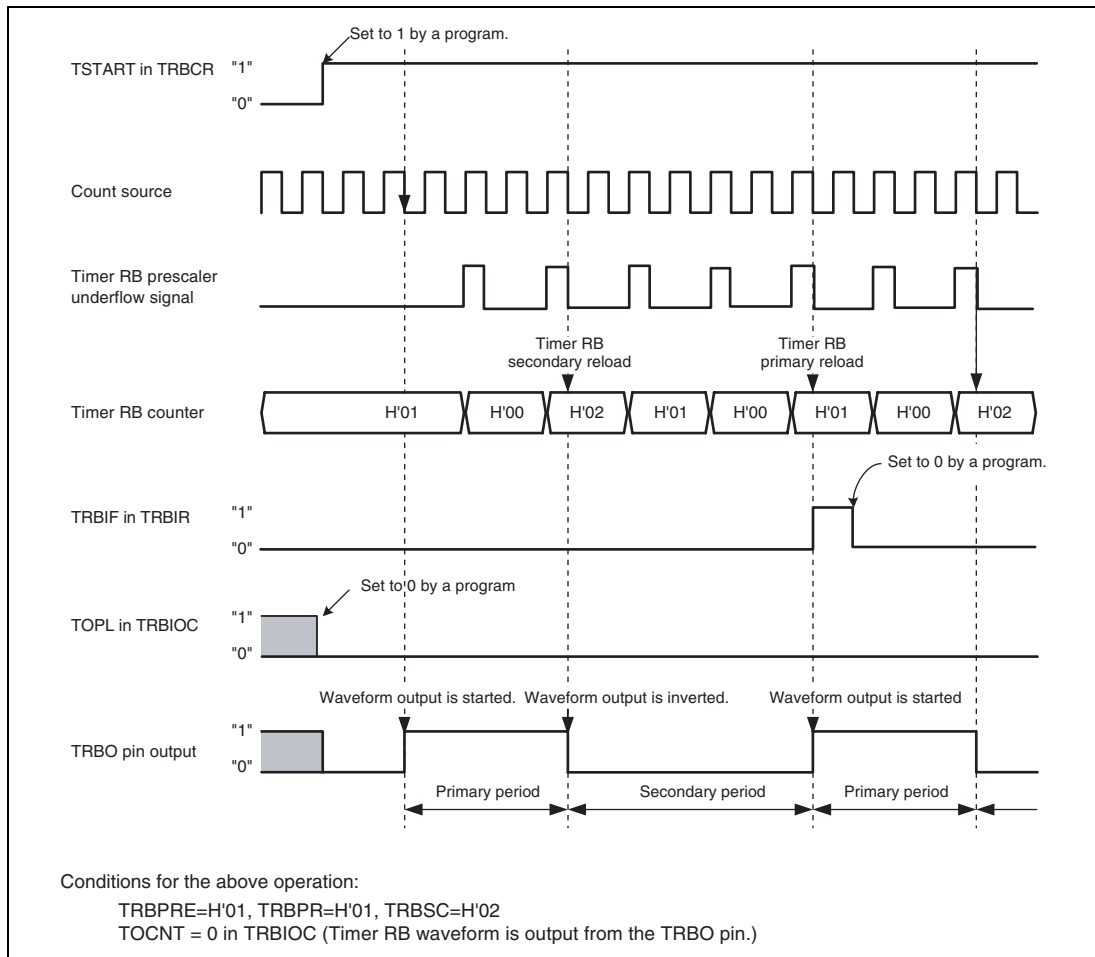 Set to 1 by a program.
TSTART in TRBCR
"1"
"0"
Count source
Timer RB prescaler
underflow signal
Timer RB
secondary reload
Timer RB
primary reload
Timer RB counter
H'01
H'00
H'02
H'01
H'00
H'01
H'00
H'02
Set to 0 by a program.
TRBIF in TRBIR
"1"
"0"
Set to 0 by a program
TOPL in TRBIOC
"1"
"0"
Waveform output is started.
Waveform output is inverted.
Waveform output is started
TRBO pin output
"1"
"0"
Primary period
Secondary period
Primary period
Conditions for the above operation:
TRBPRE=H'01, TRBPR=H'01, TRBSC=H'02
TOCNT = 0 in TRBIOC (Timer RB waveform is output from the TRBO pin.)